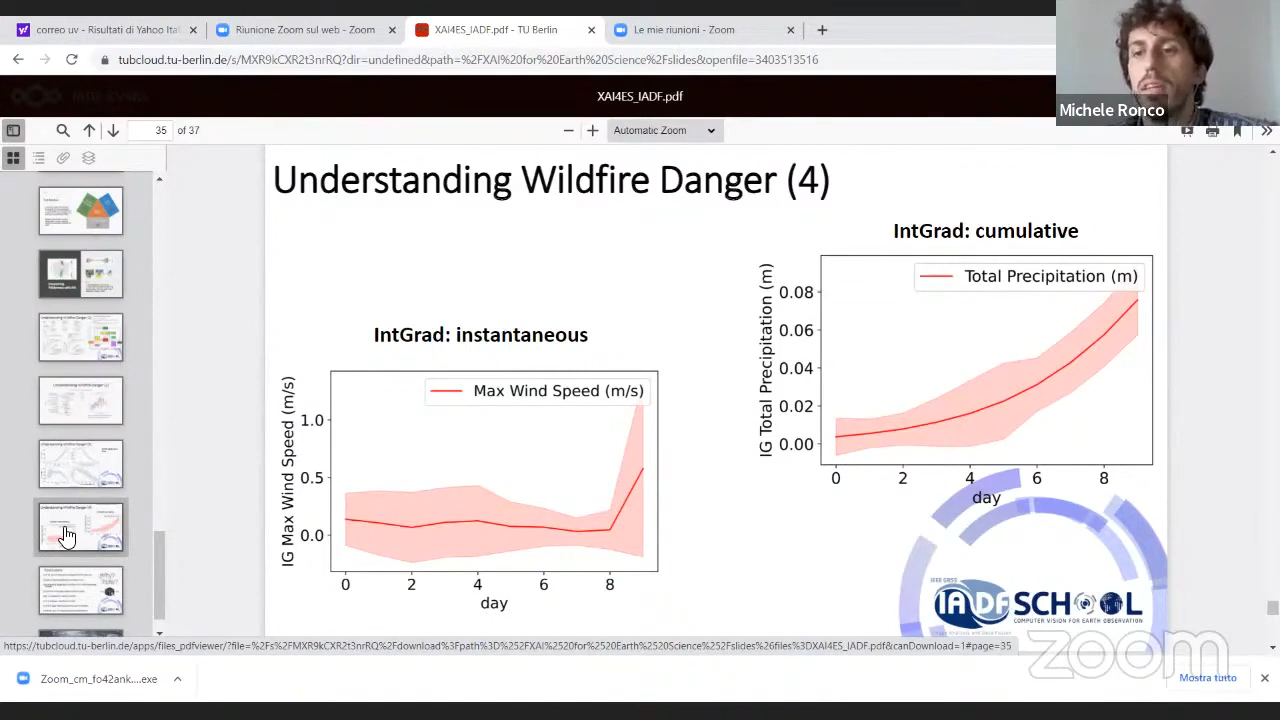 correo uv - Risultati di Yahoo Ital
Riunione Zoom sul web - Zoom
XAI4ES_IADF.pdf - TU Berlin
Le mie riunioni - Zoom
tubcloud.tu-berlin.de/s/MXR9kCXR2t3nrRQ?dir=undefined&path=%2FXAI%20for%20Earth%20Science%2Fslides&openfile=3403513516
XAI4ES_IADF.pdf
Michele Ronco
35 of 37
Automatic Zoom
Understanding Wildfire Danger (4)
IntGrad: cumulative
Total Precipitation (m)
IG Total Precipitation (m)
0.08
0.06
0.04
0.02
0.00
0 2 4 6 8
day
IntGrad: instantaneous
Max Wind Speed (m/s)
IG Max Wind Speed (m/s)
1.0
0.5
0.0
0 2 4 6 8
day
IEEE GRSS
IADF SCHOOL
COMPUTER VISION FOR EARTH OBSERVATION
zoom
https://tubcloud.tu-berlin.de/apps/files_pdfviewer/?file=%2Fs%2FMXR9kCXR2t3nrRQ%2Fdownload%3Fpath%3D%252FXAI%2520for%2520Earth%2520Science%252Fslides%26files%3DXAI4ES_IADF.pdf&canDownload=1#page=35
Zoom_cm_fo42ank....exe
Mostra tutto